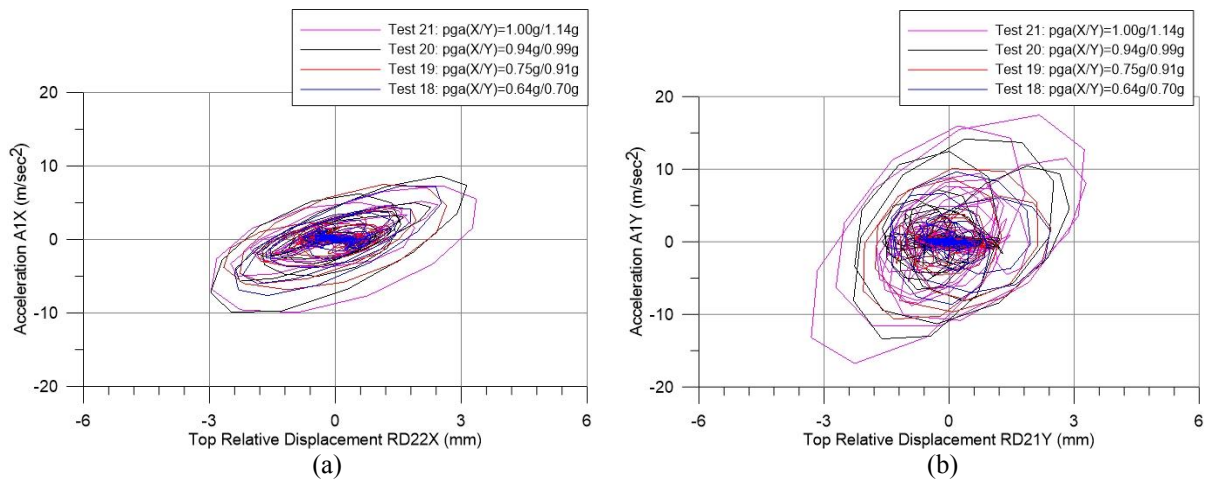 Test 21: pga(X/Y)=1.00g/1.14g
Test 20: pga(X/Y)=0.94g/0.99g
Test 19: pga(X/Y)=0.75g/0.91g
Test 18: pga(X/Y)=0.64g/0.70g
20
10
0
-10
-20
Acceleration A1X (m/sec²)
-6
-3
0
3
6
Top Relative Displacement RD22X (mm)
(a)
Test 21: pga(X/Y)=1.00g/1.14g
Test 20: pga(X/Y)=0.94g/0.99g
Test 19: pga(X/Y)=0.75g/0.91g
Test 18: pga(X/Y)=0.64g/0.70g
20
10
0
-10
-20
Acceleration A1Y (m/sec²)
-6
-3
0
3
6
Top Relative Displacement RD21Y (mm)
(b)